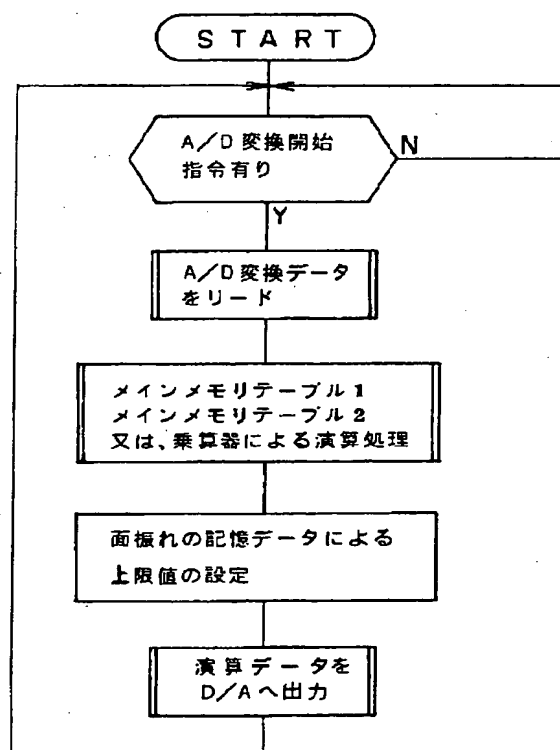 START
A/D変換開始
指令有り
N
Y
A/D変換データ
をリード
メインメモリテーブル1
メインメモリテーブル2
又は、乗算器による演算処理
面振れの記憶データによる
上限値の設定
演算データを
D/Aへ出力